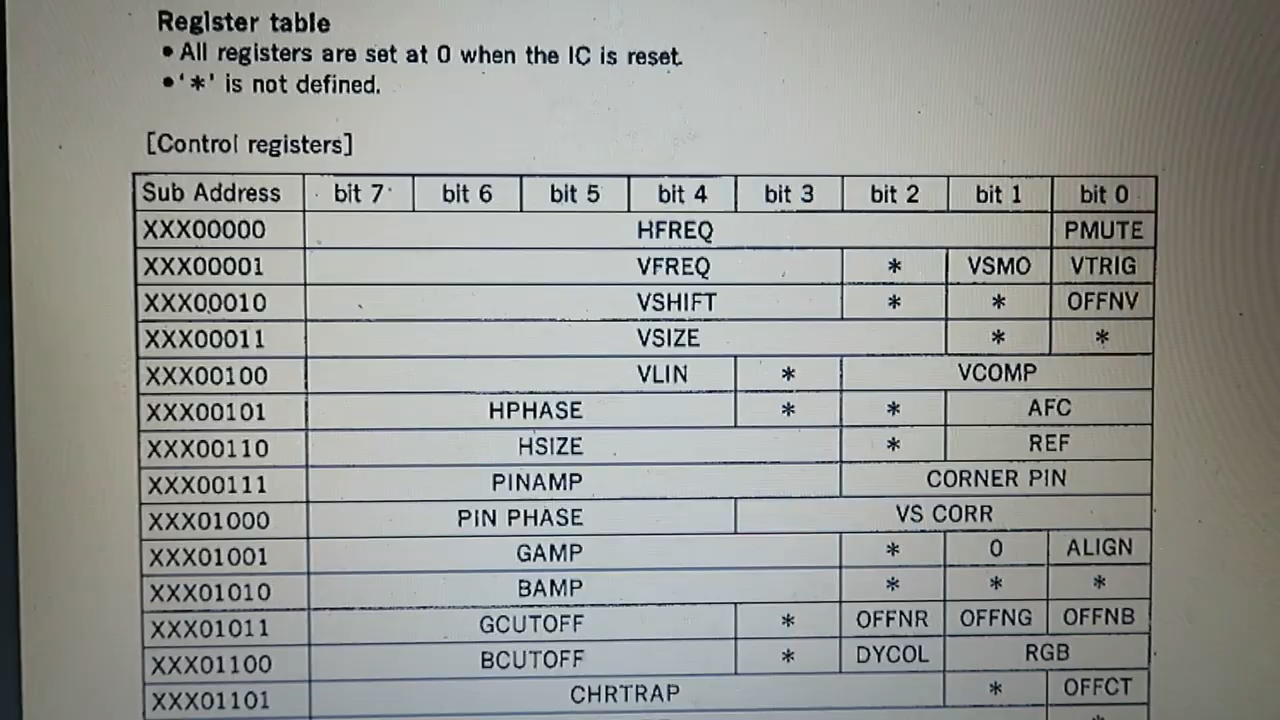 Register table
• All registers are set at 0 when the IC is reset.
• '*' is not defined.
[Control registers]
Sub Address bit 7 bit 6 bit 5 bit 4 bit 3 bit 2 bit 1 bit 0
XXX00000 HFREQ PMUTE
XXX00001 VFREQ * VSMO VTRIG
XXX00010 VSHIFT * * OFFNV
XXX00011 VSIZE * *
XXX00100 VLIN * VCOMP
XXX00101 HPHASE * * AFC
XXX00110 HSIZE * REF
XXX00111 PINAMP CORNER PIN
XXX01000 PIN PHASE VS CORR
XXX01001 GAMP * 0 ALIGN
XXX01010 BAMP * * *
XXX01011 GCUTOFF * OFFNR OFFNG OFFNB
XXX01100 BCUTOFF * DYCOL RGB
XXX01101 CHRTRAP * OFFCT
*